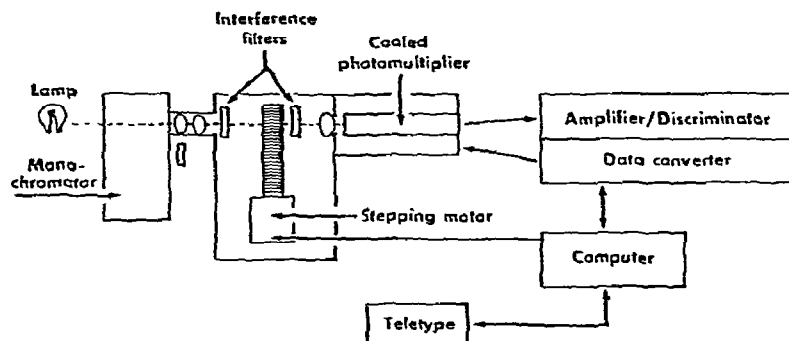 Interference
filters
Cooled
photomultiplier
Lamp
Amplifier/Discriminator
Data converter
Mono-
chromator
Stepping motor
Computer
Teletype